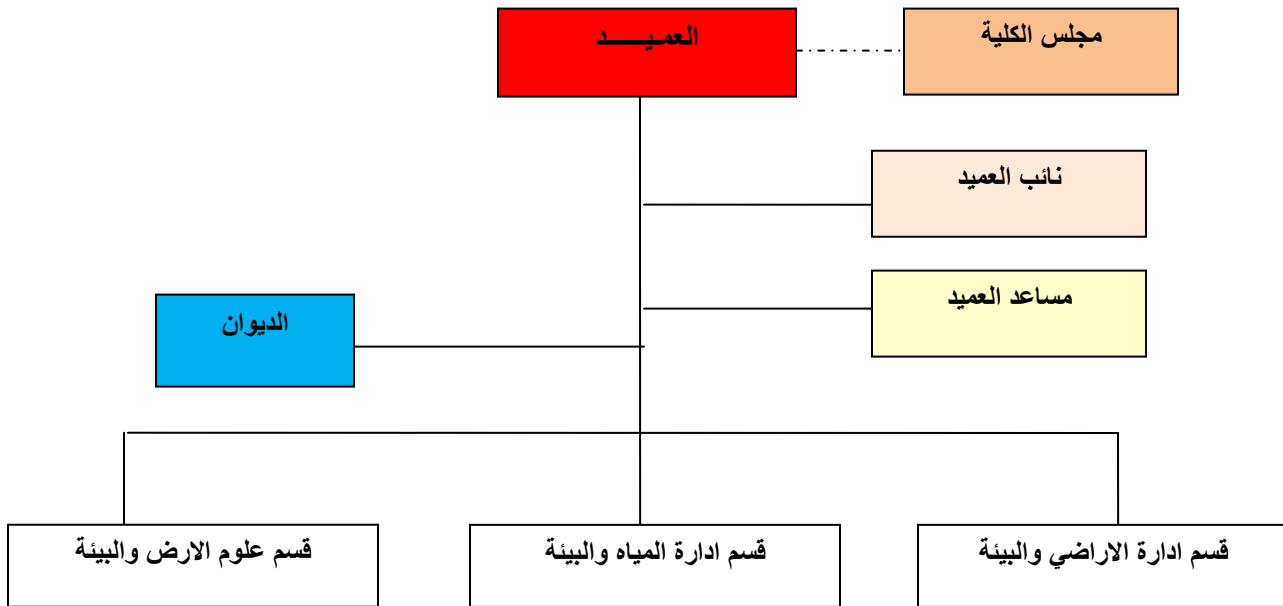 مجلس الكلية
العميـــــد
نائب العميد
مساعد العميد
الديوان
قسم ادارة الاراضي والبيئة
قسم ادارة المياه والبيئة
قسم علوم الارض والبيئة